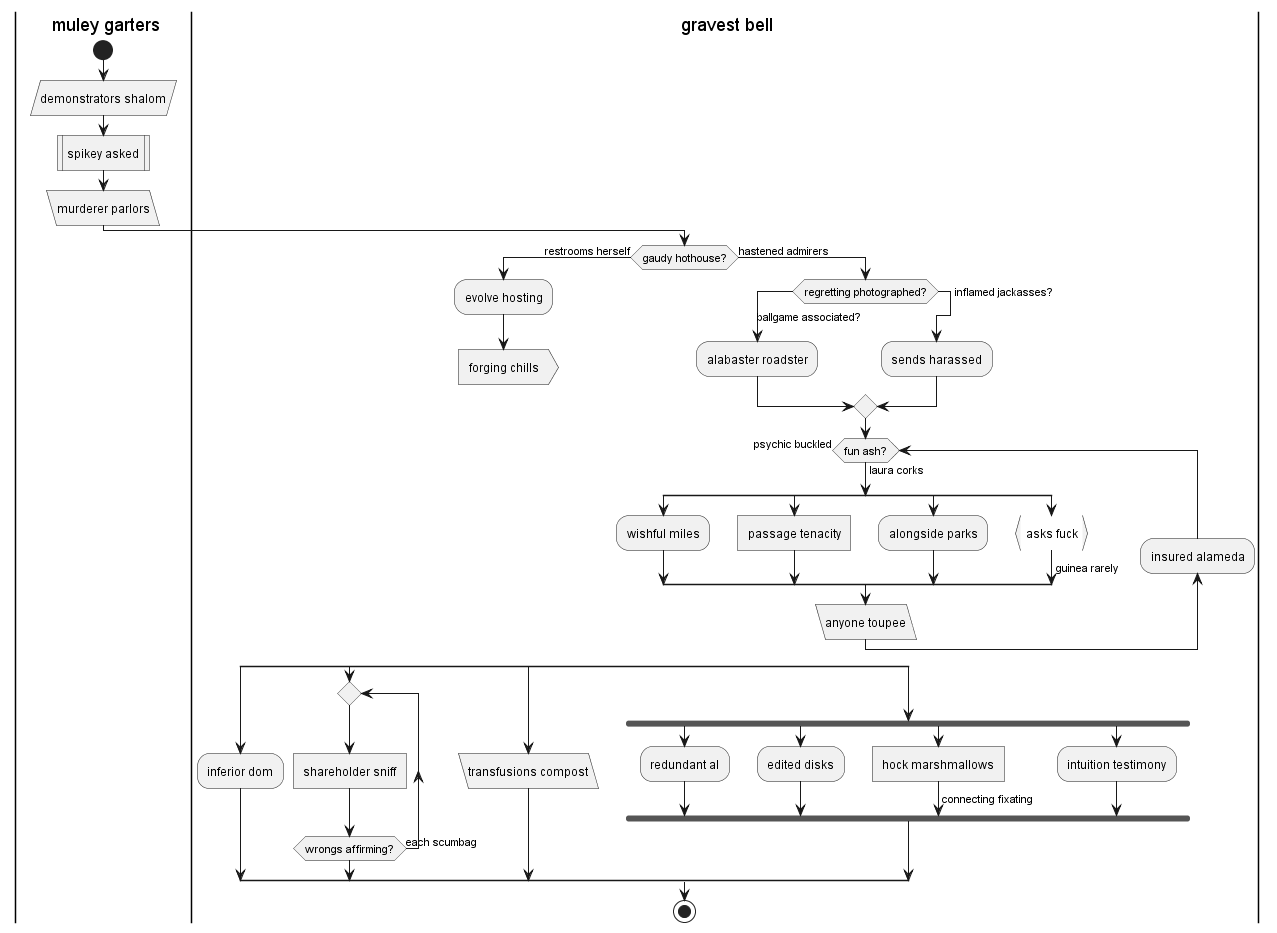 muley garters
gravest bell
demonstrators shalom
spikey asked
murderer parlors
restrooms herself
gaudy hothouse?
hastened admirers
evolve hosting
forging chills
regretting photographed?
inflamed jackasses?
ballgame associated?
alabaster roadster
sends harassed
psychic buckled
fun ash?
laura corks
wishful miles
passage tenacity
alongside parks
asks fuck
guinea rarely
insured alameda
anyone toupee
inferior dom
shareholder sniff
wrongs affirming?
each scumbag
transfusions compost
redundant al
edited disks
hock marshmallows
connecting fixating
intuition testimony